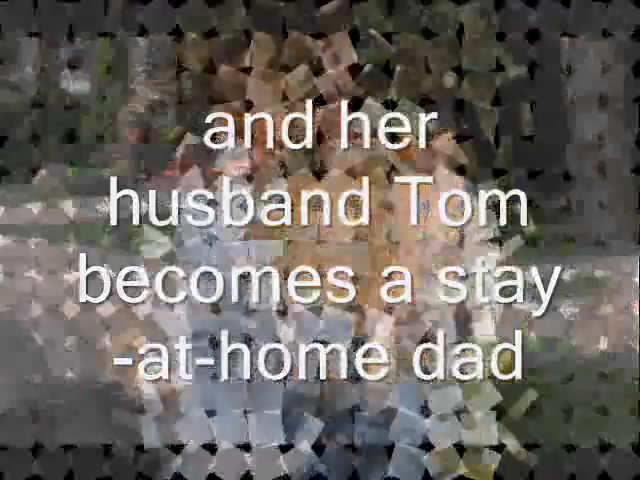 and her
husband Tom
becomes a stay
-at-home dad